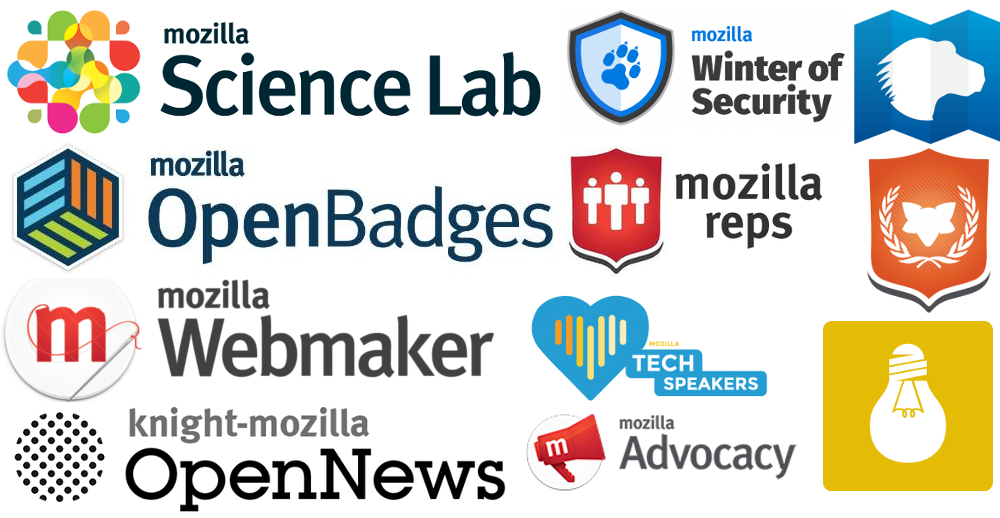 mozilla
Science Lab
mozilla
Winter of
Security
mozilla
OpenBadges
mozilla
reps
mozilla
Webmaker
m
MOZILLA
TECH
SPEAKERS
knight-mozilla
OpenNews
m
mozilla
Advocacy